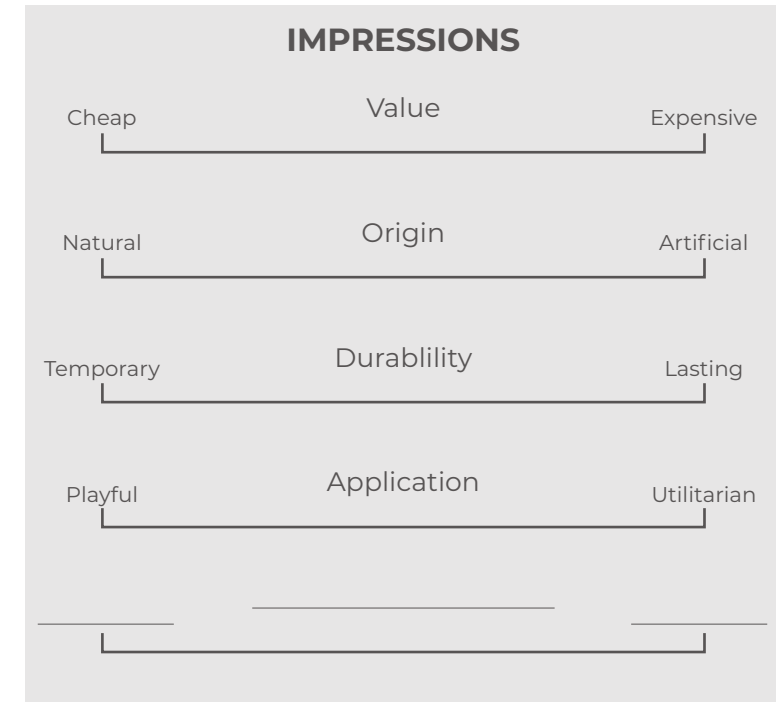 IMPRESSIONS
Value
Cheap
Expensive
Origin
Natural
Artificial
Durablility
Temporary
Lasting
Application
Playful
Utilitarian